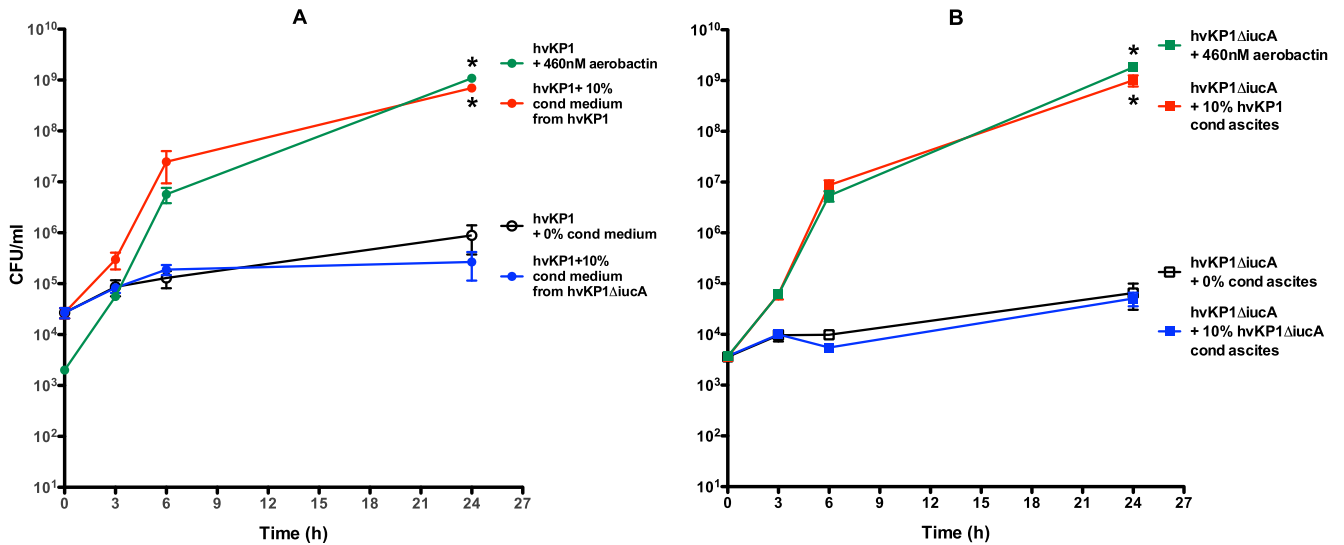 A
10^10
10^9
10^8
10^7
10^6
10^5
10^4
10^3
10^2
10^1
CFU/ml
0 3 6 9 12 15 18 21 24 27
Time (h)
*
*
hvKP1
+ 460nM aerobactin
hvKP1+ 10%
cond medium
from hvKP1
hvKP1
+ 0% cond medium
hvKP1+10%
cond medium
from hvKP1ΔiucA
B
10^10
10^9
10^8
10^7
10^6
10^5
10^4
10^3
10^2
10^1
0 3 6 9 12 15 18 21 24 27
Time (h)
*
*
hvKP1ΔiucA
+ 460nM aerobactin
hvKP1ΔiucA
+ 10% hvKP1
cond ascites
hvKP1ΔiucA
+ 0% cond ascites
hvKP1ΔiucA
+ 10% hvKP1ΔiucA
cond ascites